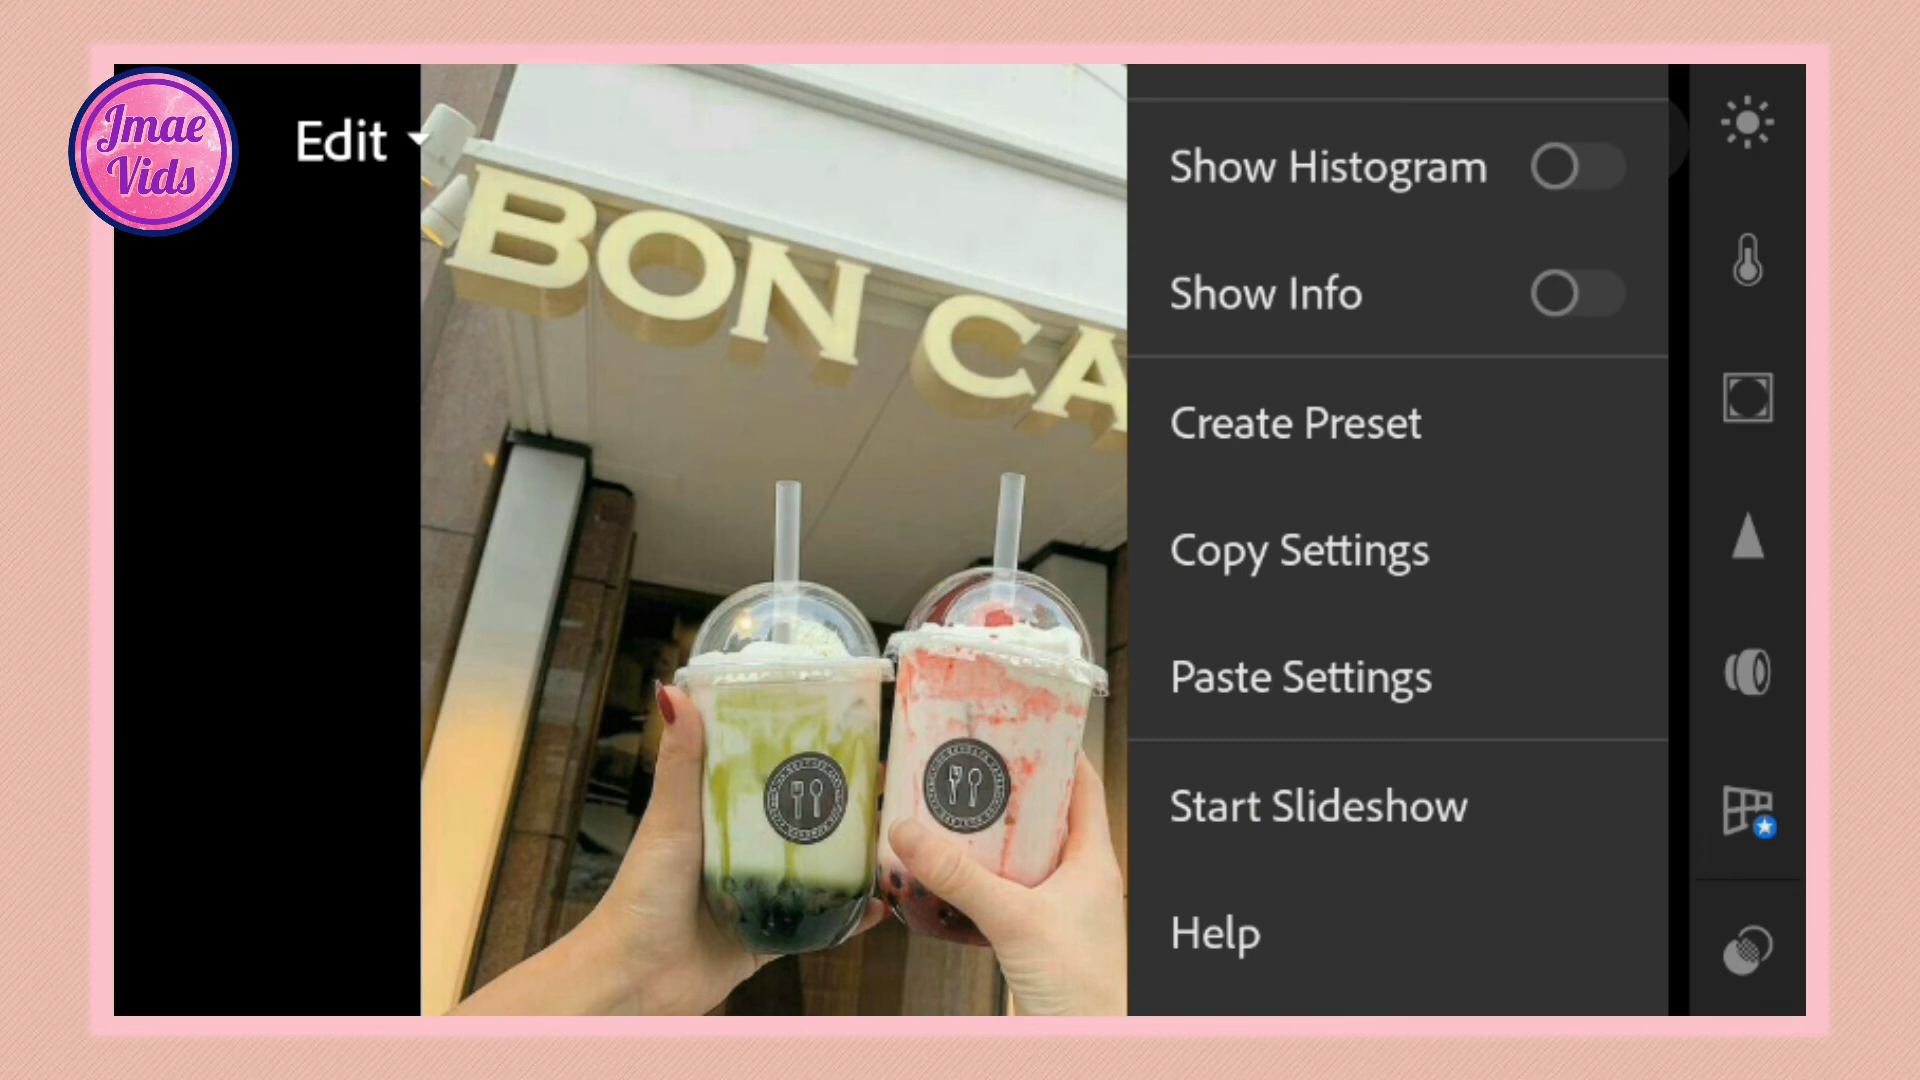 Jmae
Vids
Edit
BON CA
Show Histogram
Show Info
Create Preset
Copy Settings
Paste Settings
Start Slideshow
Help